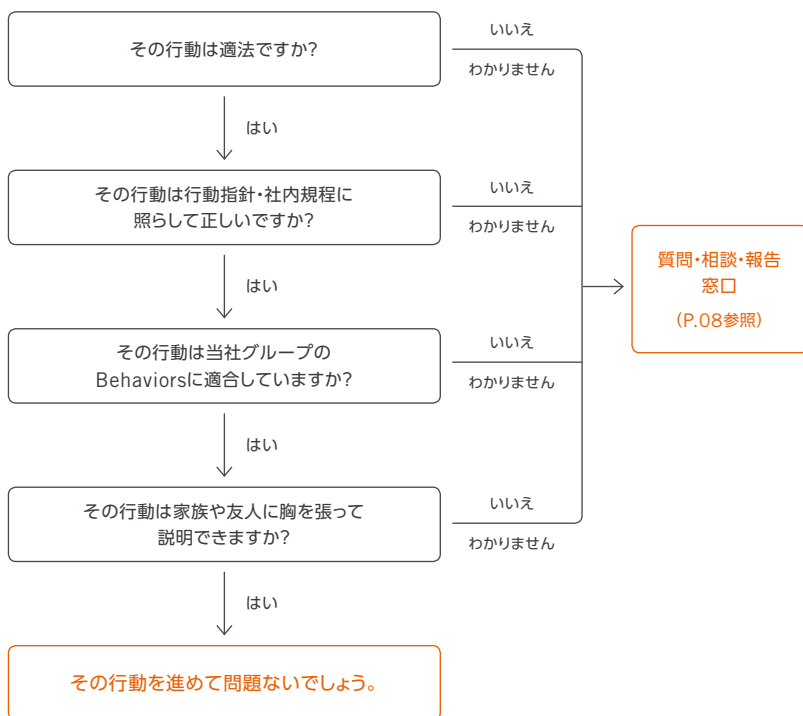 その行動は適法ですか?
いいえ
わかりません
はい
その行動は行動指針・社内規程に
照らして正しいですか?
いいえ
わかりません
質問・相談・報告
窓口
(P.08参照)
はい
その行動は当社グループの
Behaviorsに適合していますか?
いいえ
わかりません
はい
その行動は家族や友人に胸を張って
説明できますか?
いいえ
わかりません
はい
その行動を進めて問題ないでしょう。